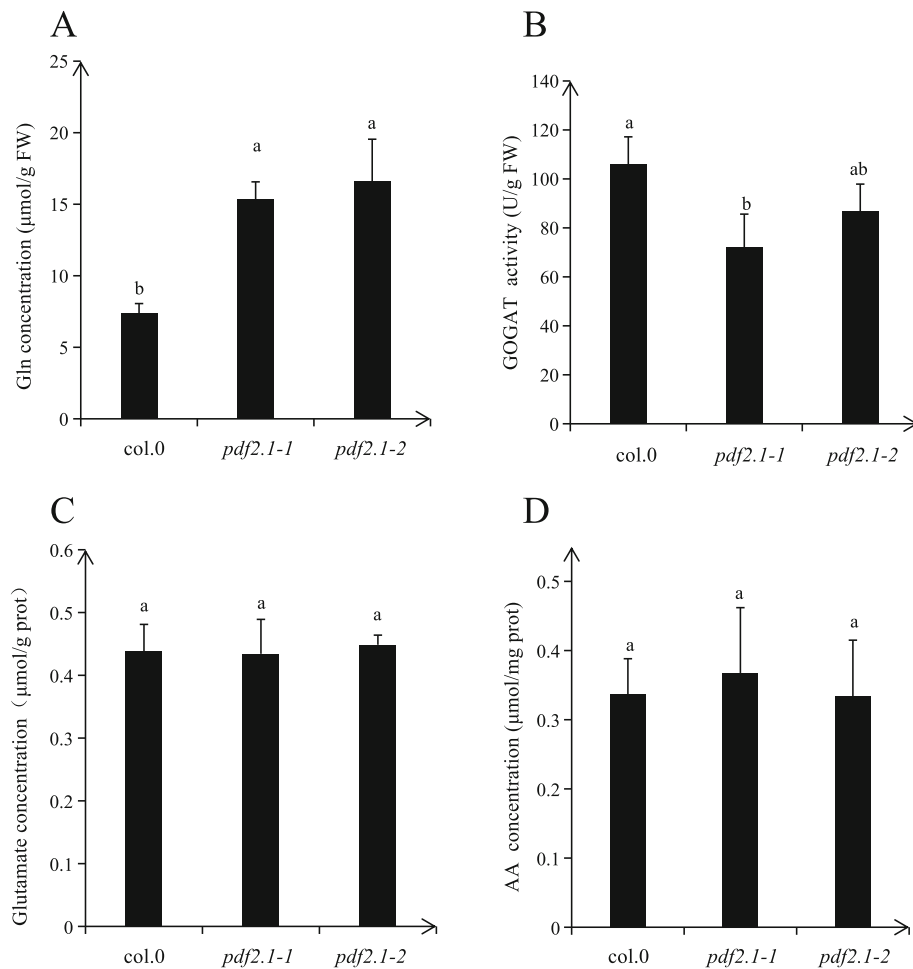 A
Gln concentration (μmol/g FW)
25
20
15
10
5
0
b
a
a
col.0
pdf2.1-1
pdf2.1-2
B
GOGAT activity (U/g FW)
140
120
100
80
60
40
20
0
a
b
ab
col.0
pdf2.1-1
pdf2.1-2
C
Glutamate concentration (μmol/g prot)
0.6
0.5
0.4
0.3
0.2
0.1
0
a
a
a
col.0
pdf2.1-1
pdf2.1-2
D
AA concentration (μmol/mg prot)
0.5
0.4
0.3
0.2
0.1
0
a
a
a
col.0
pdf2.1-1
pdf2.1-2